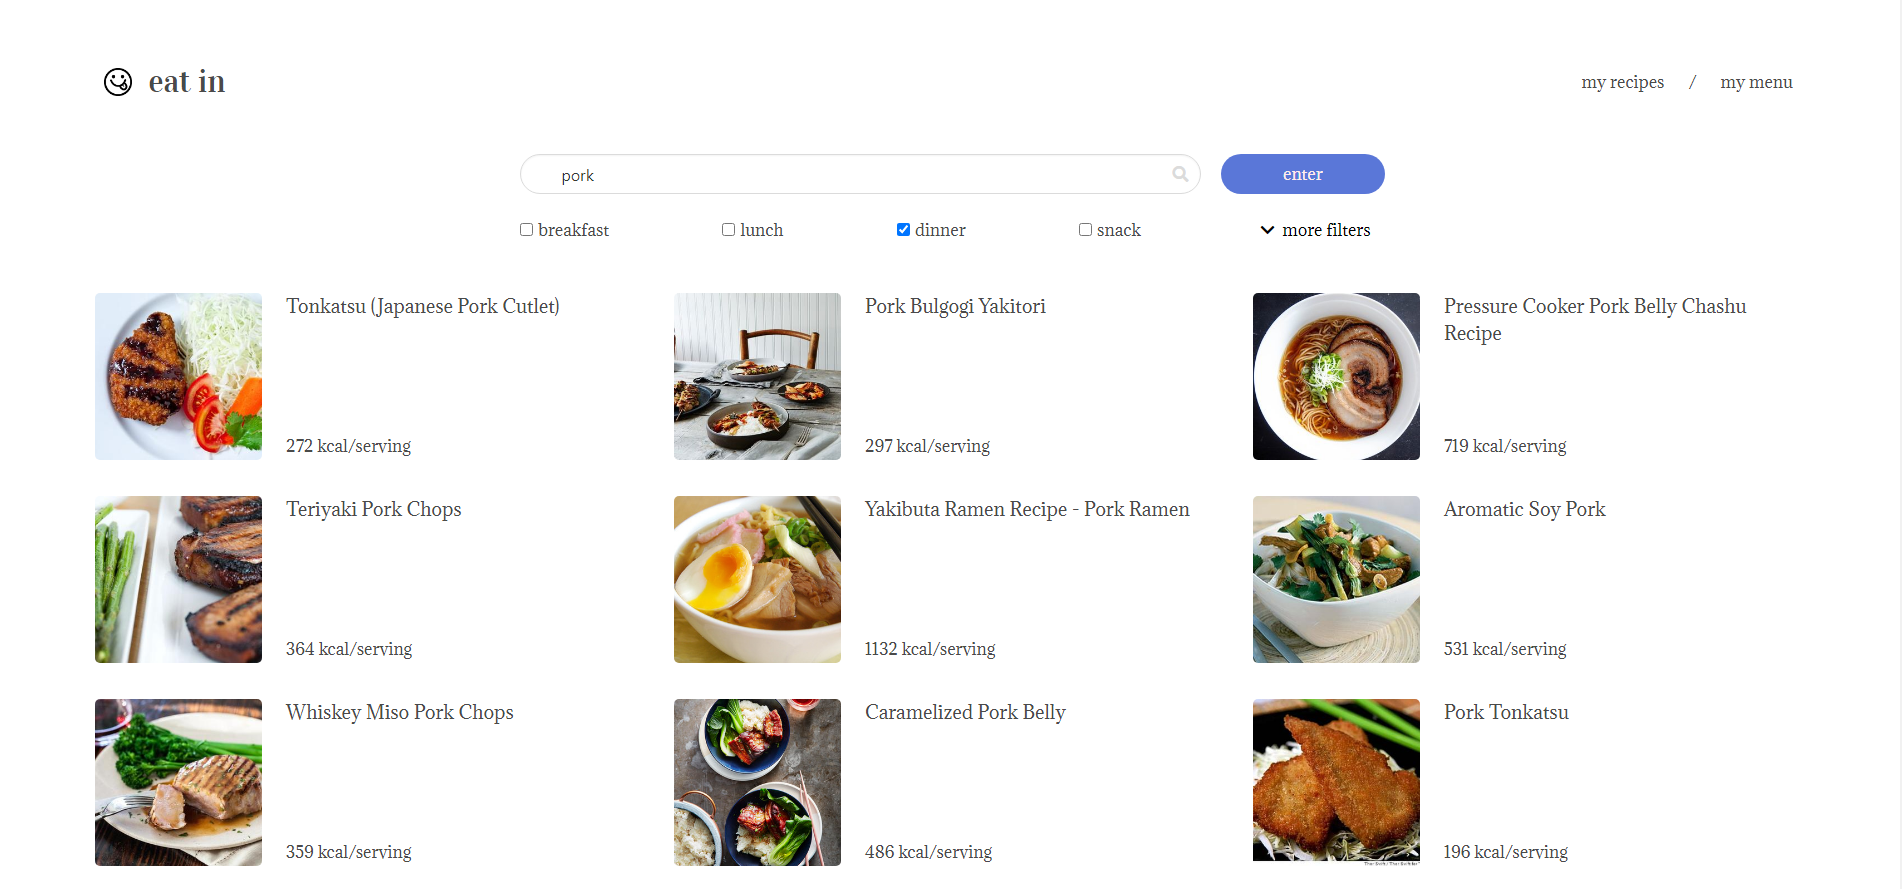 eat in
my recipes / my menu
pork
enter
breakfast
lunch
dinner
snack
more filters
Tonkatsu (Japanese Pork Cutlet)
272 kcal/serving
Pork Bulgogi Yakitori
297 kcal/serving
Pressure Cooker Pork Belly Chashu
Recipe
719 kcal/serving
Teriyaki Pork Chops
364 kcal/serving
Yakibuta Ramen Recipe - Pork Ramen
1132 kcal/serving
Aromatic Soy Pork
531 kcal/serving
Whiskey Miso Pork Chops
359 kcal/serving
Caramelized Pork Belly
486 kcal/serving
Pork Tonkatsu
196 kcal/serving